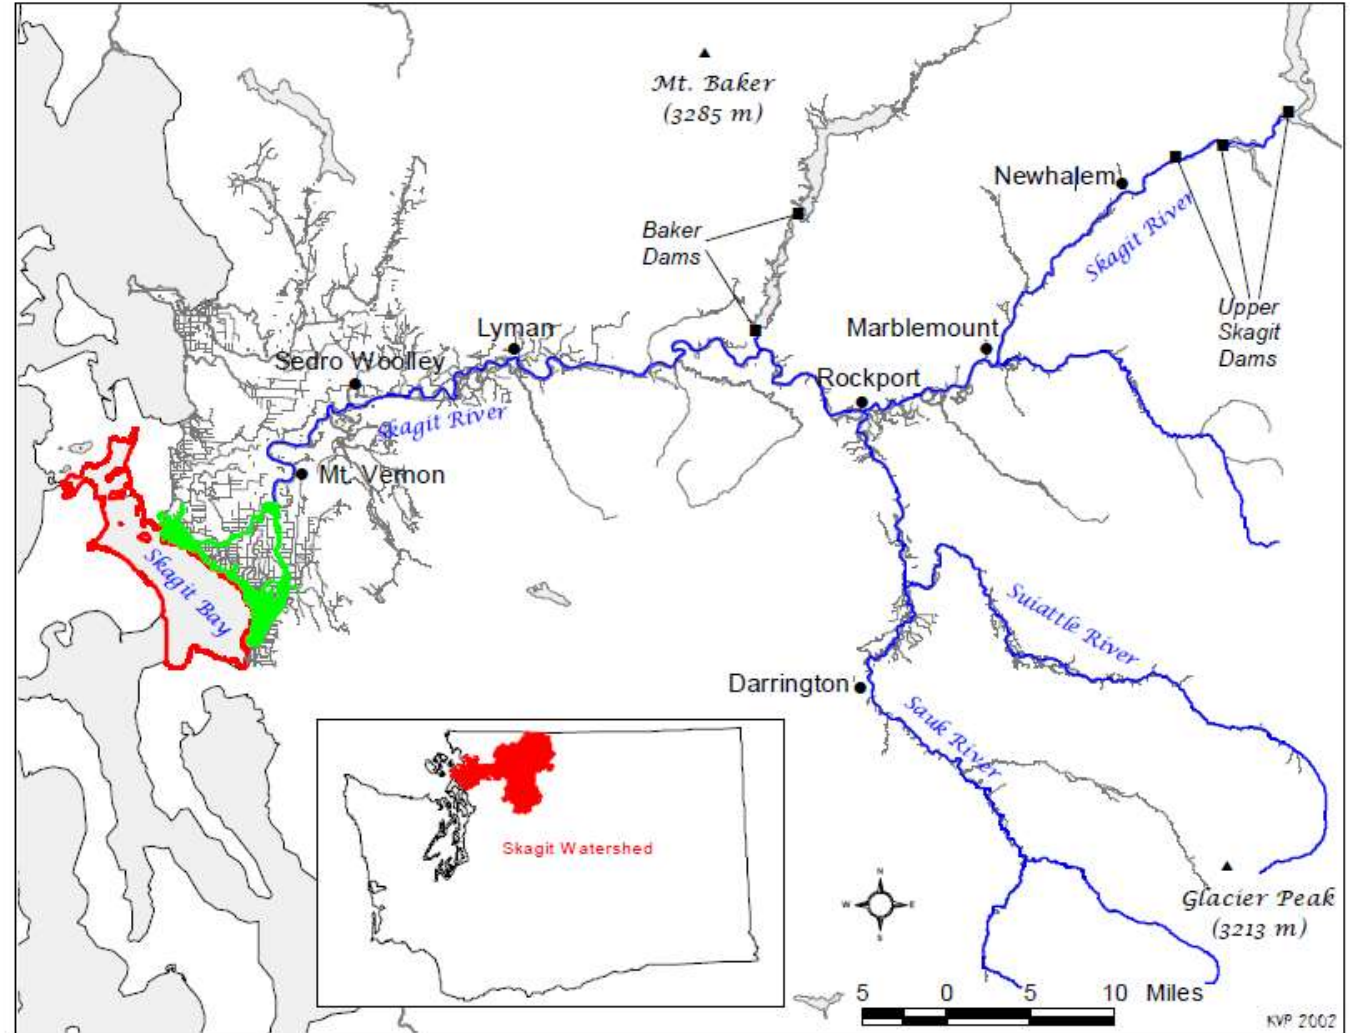 Mt. Baker
(3285 m)
Newhalem
Skagit River
Baker
Dams
Upper
Skagit
Dams
Lyman
Marblemount
Sedro Woolley
Rockport
Skagit River
Mt. Vernon
Skagit Bay
Suiattle River
Darrington
Sauk River
Skagit Watershed
N
W
E
S
Glacier Peak
(3213 m)
5 0 5 10 Miles
KVP 2002